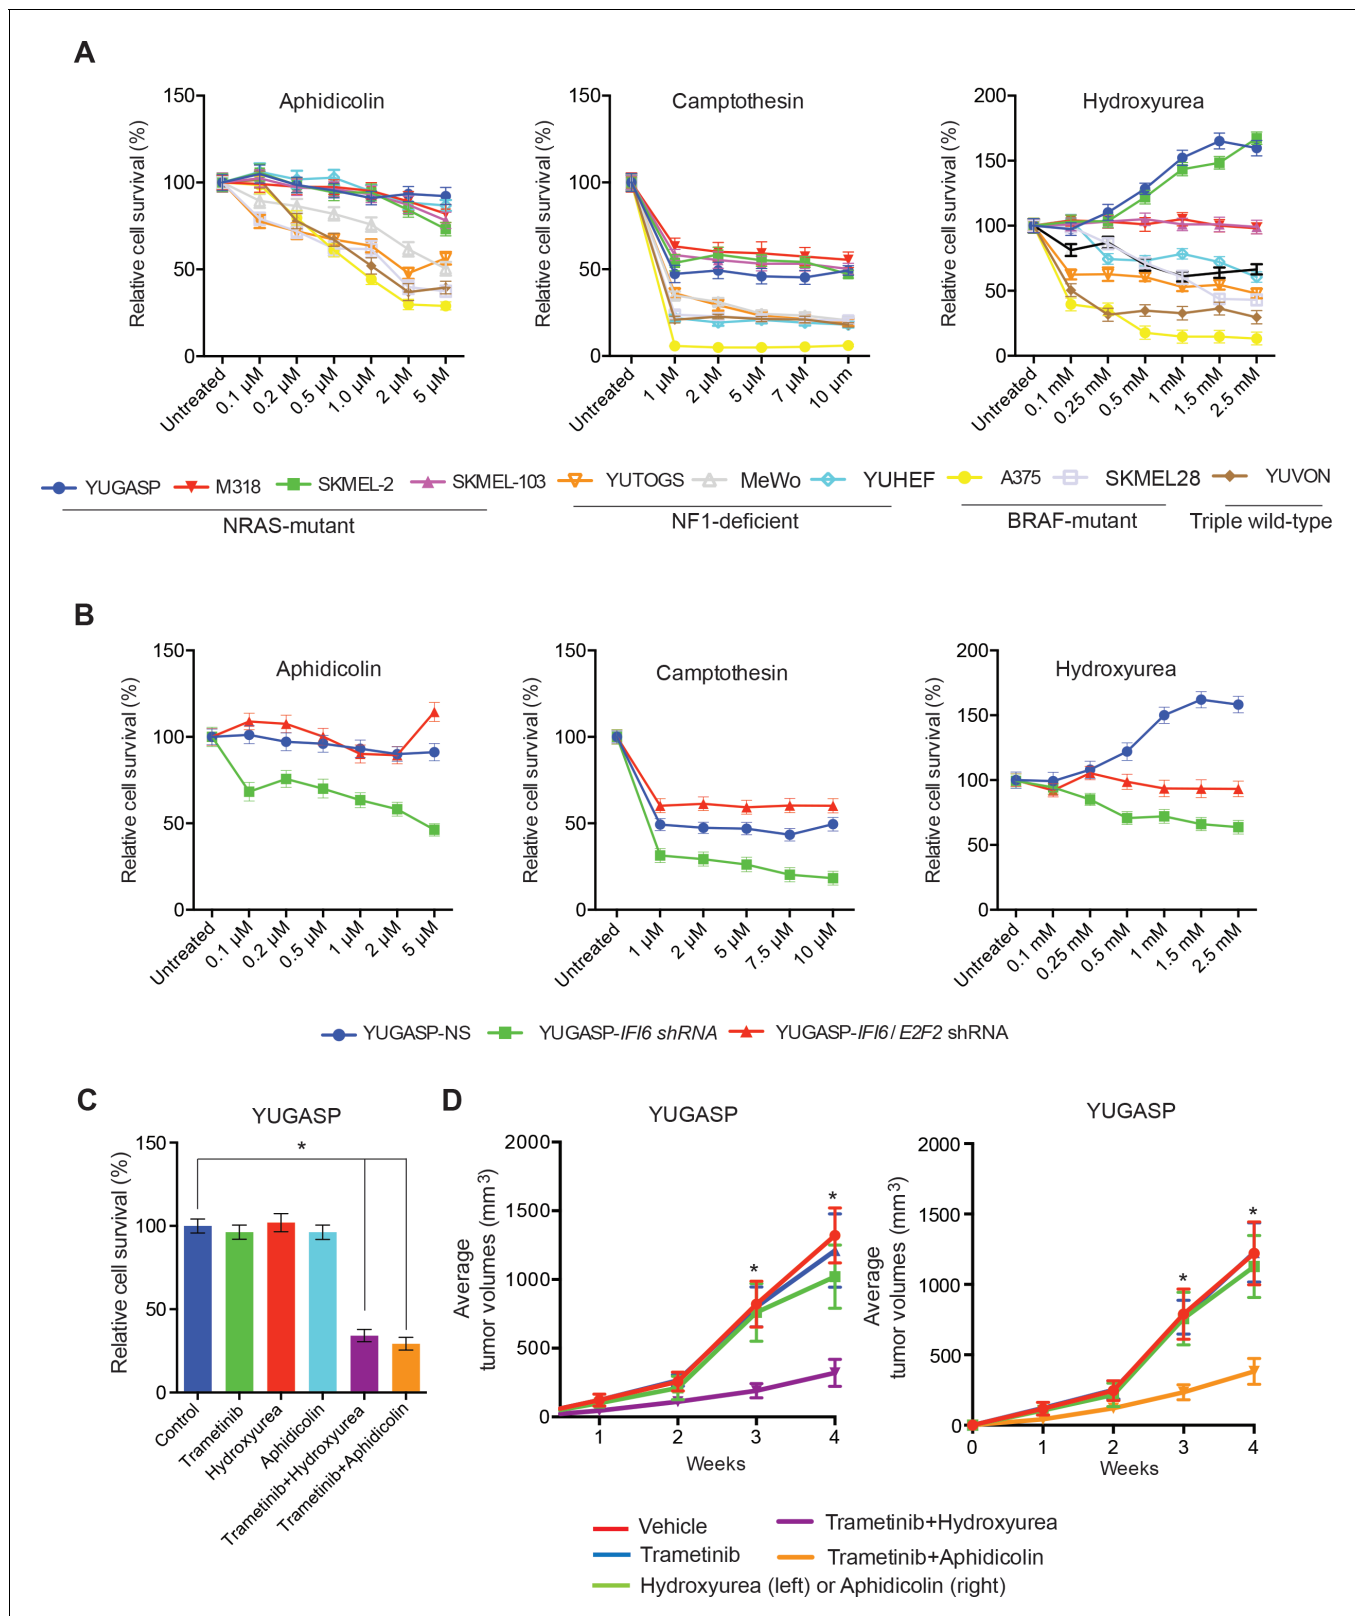 A
Aphidicolin
Relative cell survival (%)
150
100
50
0
Untreated
0.1 µM
0.2 µM
0.5 µM
1.0 µM
2 µM
5 µM
Camptothesin
Relative cell survival (%)
150
100
50
0
Untreated
1 µM
2 µM
5 µM
7 µM
10 µm
Hydroxyurea
Relative cell survival (%)
200
150
100
50
0
Untreated
0.1 mM
0.25 mM
0.5 mM
1 mM
1.5 mM
2.5 mM
YUGASP M318 SKMEL-2 SKMEL-103 YUTOGS MeWo YUHEF A375 SKMEL28 YUVON
NRAS-mutant NF1-deficient BRAF-mutant Triple wild-type
B
Aphidicolin
Relative cell survival (%)
150
100
50
0
Untreated
0.1 µM
0.2 µM
0.5 µM
1 µM
2 µM
5 µM
Camptothesin
Relative cell survival (%)
150
100
50
0
Untreated
1 µM
2 µM
5 µM
7.5 µM
10 µM
Hydroxyurea
Relative cell survival (%)
200
150
100
50
0
Untreated
0.1 mM
0.25 mM
0.5 mM
1 mM
1.5 mM
2.5 mM
YUGASP-NS YUGASP-IFI6 shRNA YUGASP-IFI6/E2F2 shRNA
C
YUGASP
Relative cell survival (%)
150
100
50
0
*
Control
Trametinib
Hydroxyurea
Aphidicolin
Trametinib+Hydroxyurea
Trametinib+Aphidicolin
D
YUGASP
Average
tumor volumes (mm3)
2000
1500
1000
500
0
* *
1 2 3 4
Weeks
YUGASP
Average
tumor volumes (mm3)
2000
1500
1000
500
0
* *
0 1 2 3 4
Weeks
Vehicle Trametinib+Hydroxyurea
Trametinib Trametinib+Aphidicolin
Hydroxyurea (left) or Aphidicolin (right)